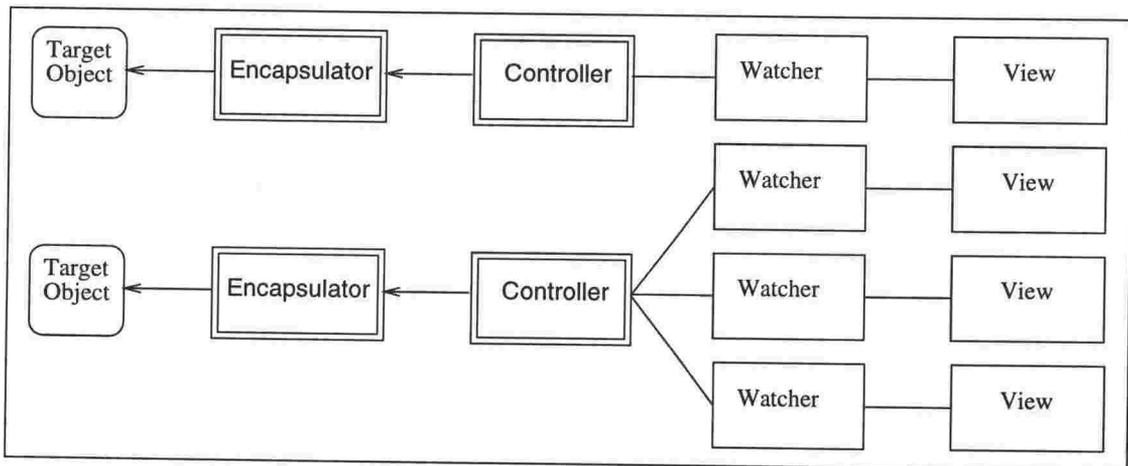 Target
Object
Encapsulator
Controller
Watcher
View
Watcher
View
Target
Object
Encapsulator
Controller
Watcher
View
Watcher
View